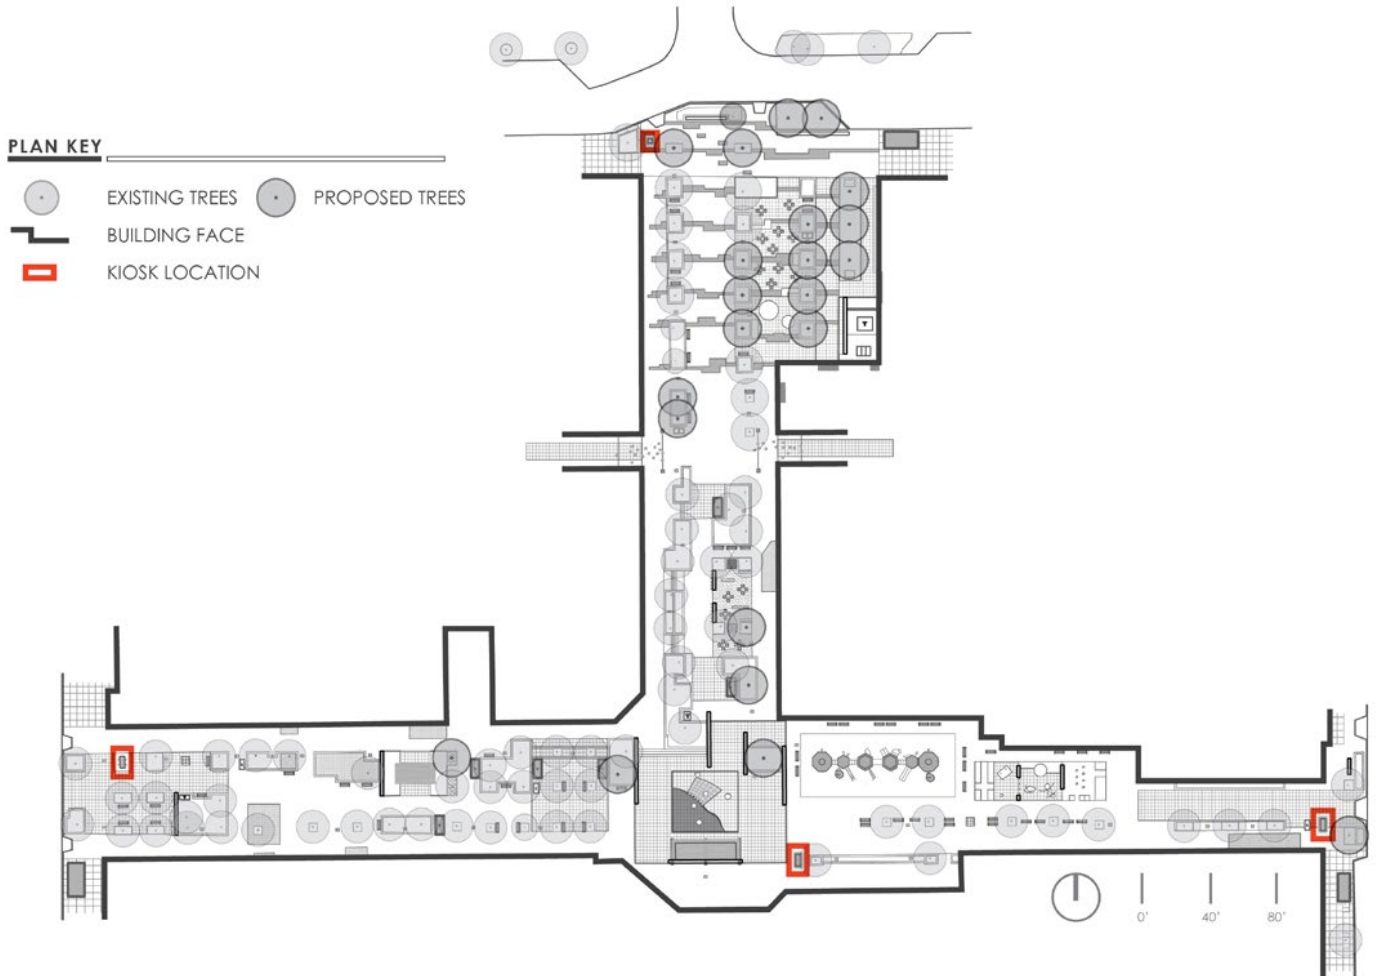 PLAN KEY
EXISTING TREES PROPOSED TREES
BUILDING FACE
KIOSK LOCATION
0' 40' 80'